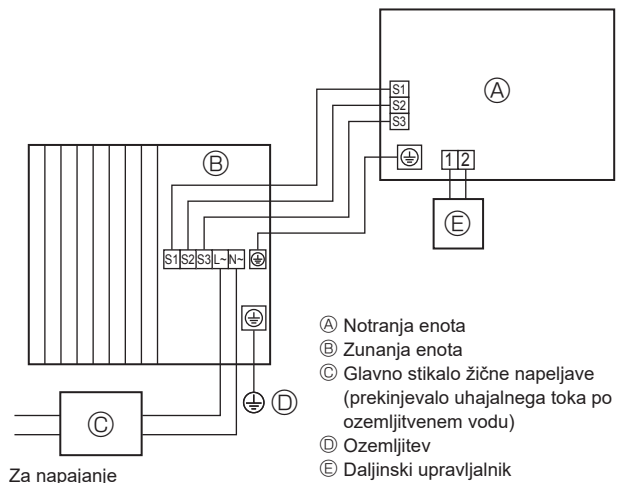 S1
S2
S3
Ⓐ
1 2
Ⓔ
Ⓑ
S1 S2 S3 L~ N~
Ⓓ
Ⓒ
Za napajanje
Ⓐ Notranja enota
Ⓑ Zunanja enota
Ⓒ Glavno stikalo žične napeljave
(prekinjevalo uhajalnega toka po
ozemljitvenem vodu)
Ⓓ Ozemljitev
Ⓔ Daljinski upravljalnik